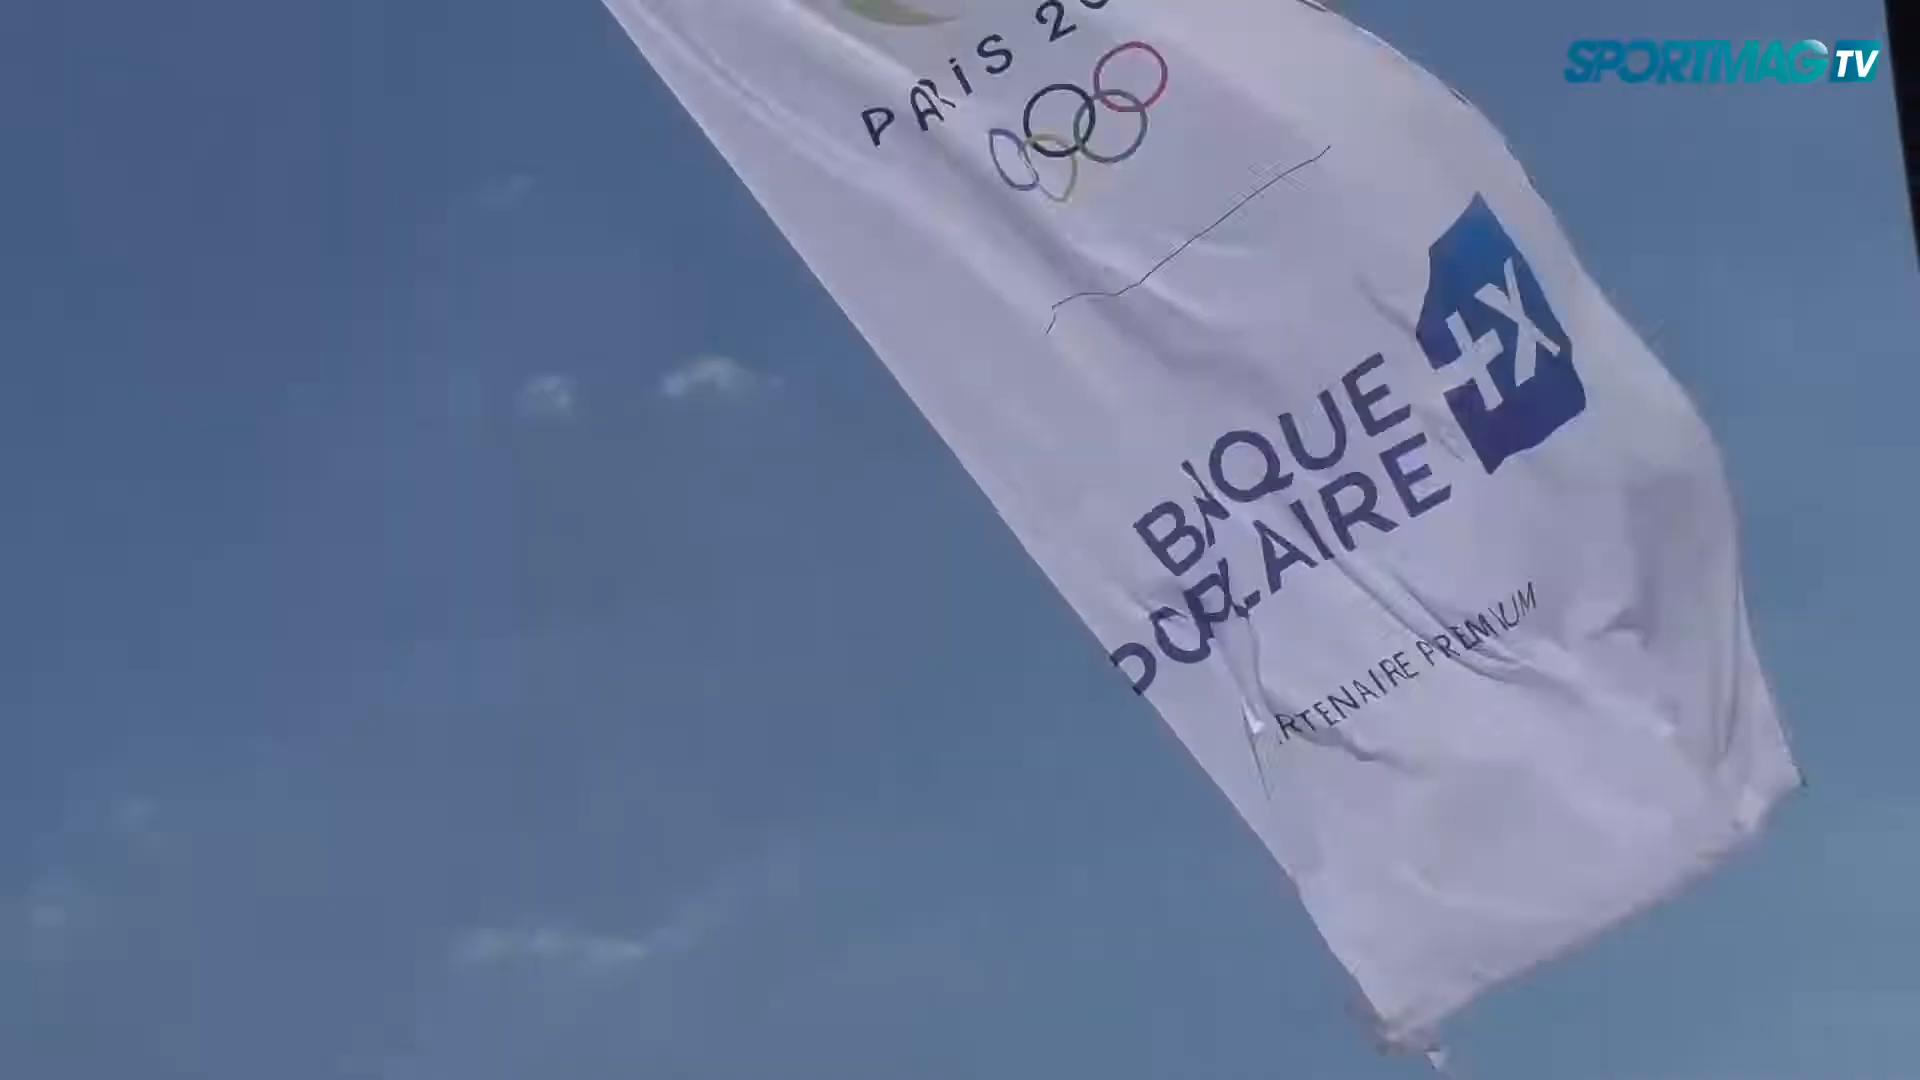 SPORTMAG TV
PARIS 20
BANQUE
POPULAIRE
PARTENAIRE PREMIUM